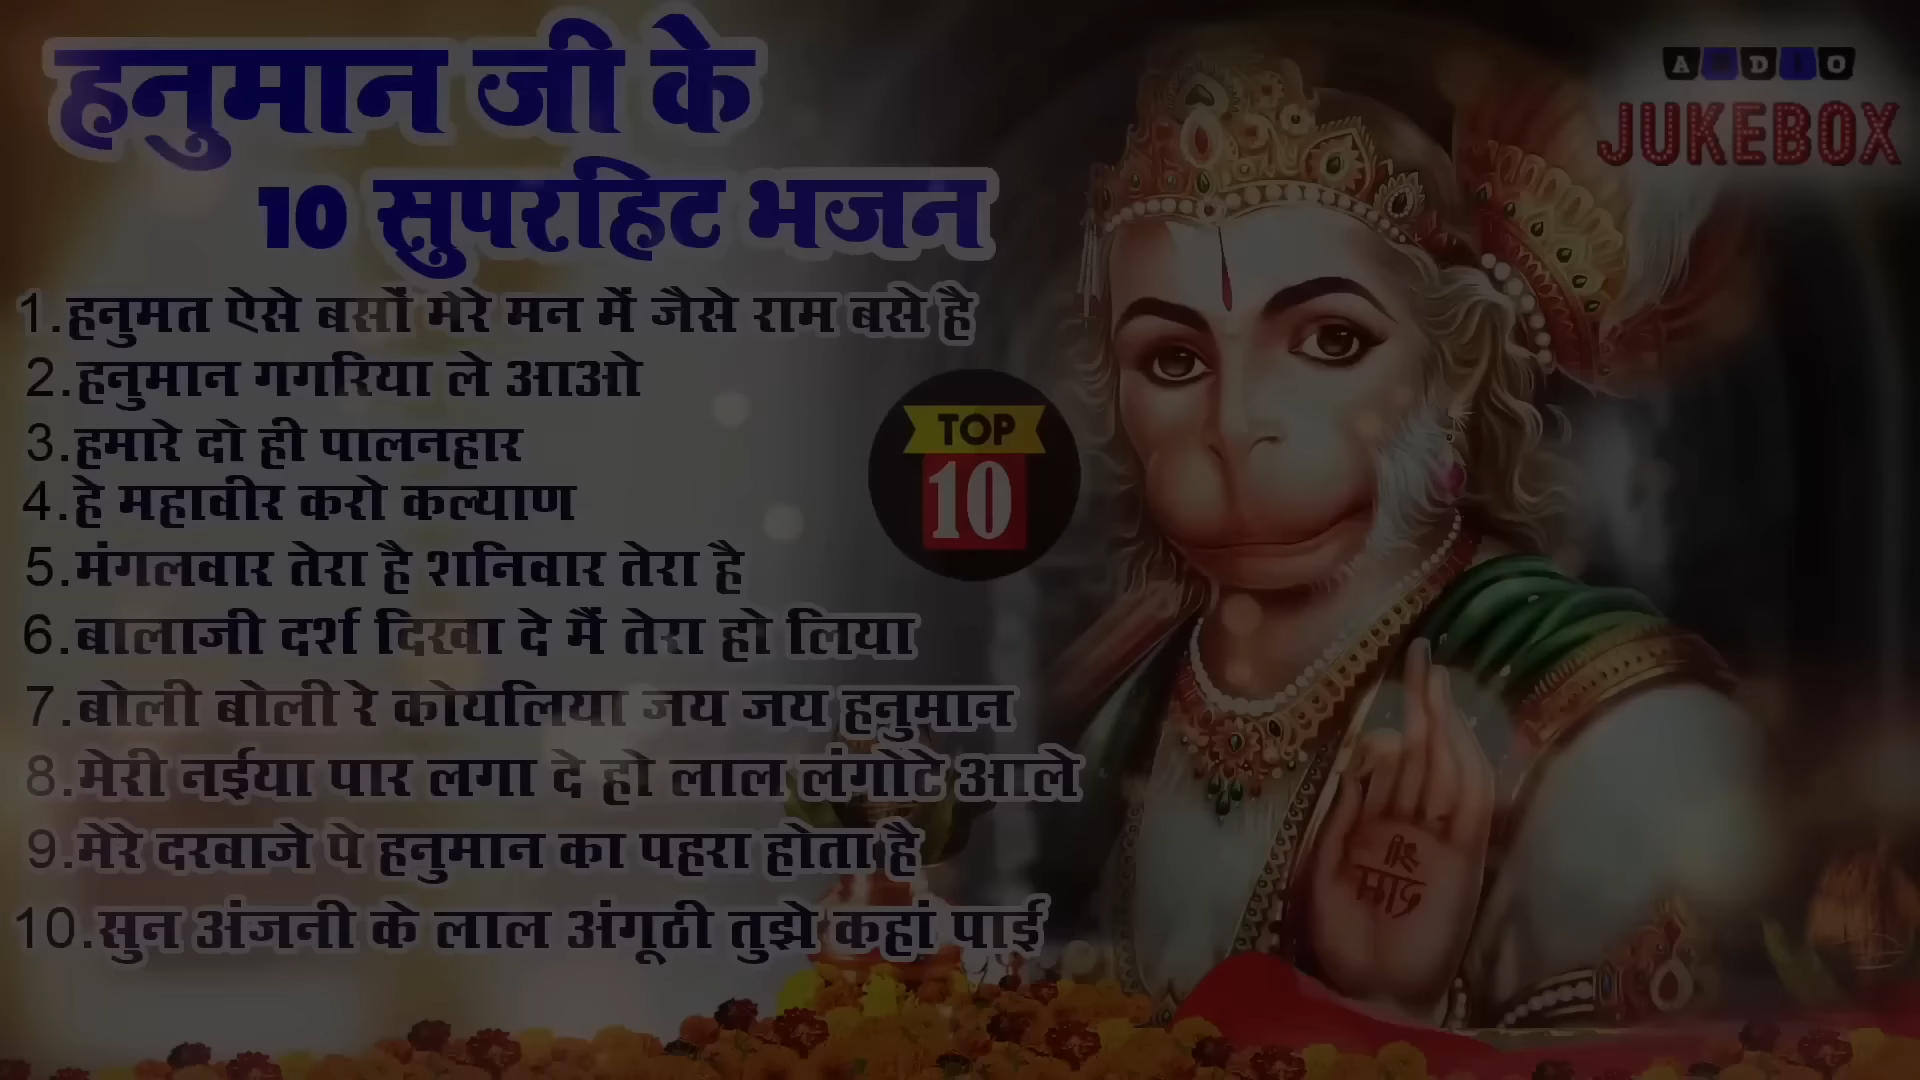 हनुमान जी के
AUDIO
JUKEBOX
10 सुपरहिट भजन
1.हनुमत ऐसे बसों मेरे मन में जैसे राम बसे है
2.हनुमान गगरिया ले आओ
3.हमारे दो ही पालनहार
4.हे महावीर करो कल्याण
5.मंगलवार तेरा है शनिवार तेरा है
6.बालाजी दर्श दिखा दे मैं तेरा हो लिया
7.बोली बोली रे कोयलिया जय जय हनुमान
8.मेरी नईया पार लगा दे हो लाल लंगोटे आले
9.मेरे दरवाजे पे हनुमान का पहरा होता है
10.सुन अंजनी के लाल अंगूठी तुझे कहां पाई
TOP
10